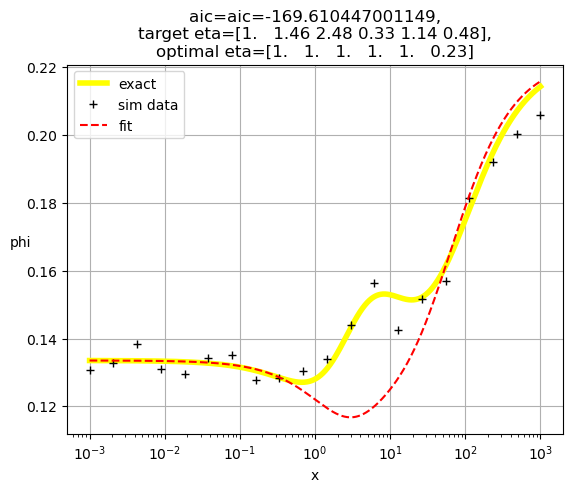 aic=aic=-169.610447001149,
target eta=[1.   1.46 2.48 0.33 1.14 0.48],
optimal eta=[1.   1.   1.   1.   1.   0.23]
0.22
exact
sim data
fit
0.20
0.18
0.16
phi
0.14
0.12
10⁻³
10⁻²
10⁻¹
10⁰
10¹
10²
10³
x